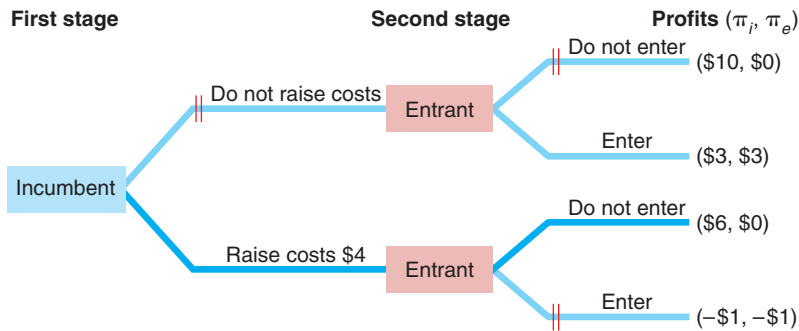 First stage
Second stage
Profits (πi, πe)
Do not enter
($10, $0)
Do not raise costs
Entrant
Enter
($3, $3)
Incumbent
Do not enter
($6, $0)
Raise costs $4
Entrant
Enter
(–$1, –$1)